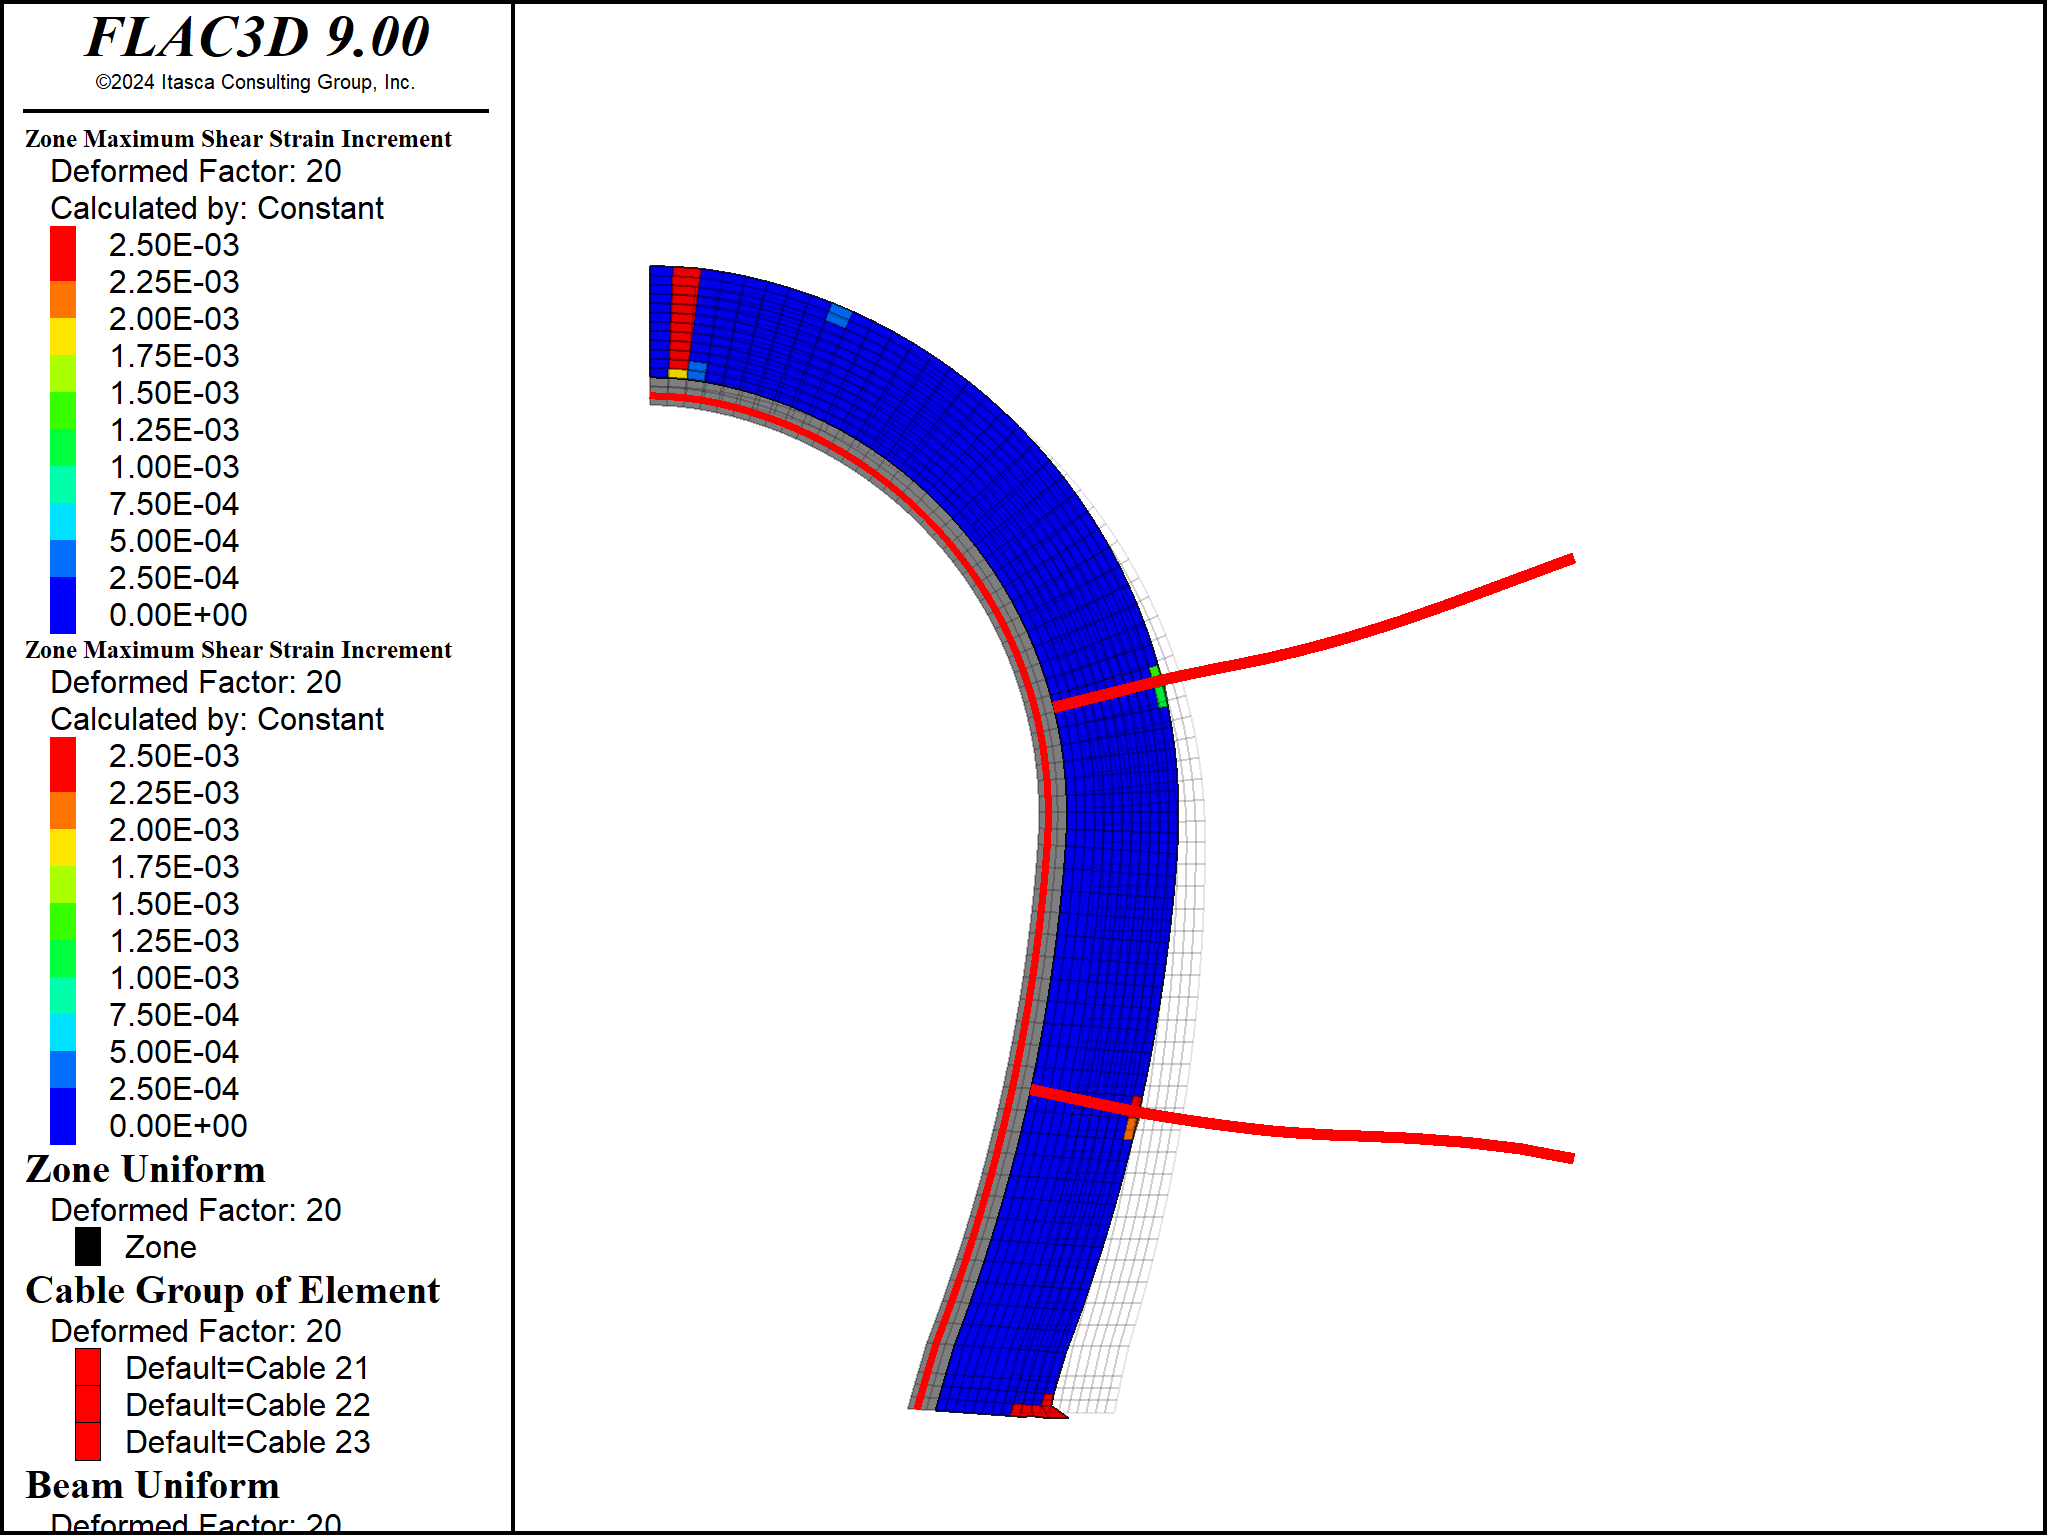 FLAC3D 9.00
©2024 Itasca Consulting Group, Inc.
Zone Maximum Shear Strain Increment
Deformed Factor: 20
Calculated by: Constant
2.50E-03
2.25E-03
2.00E-03
1.75E-03
1.50E-03
1.25E-03
1.00E-03
7.50E-04
5.00E-04
2.50E-04
0.00E+00
Zone Maximum Shear Strain Increment
Deformed Factor: 20
Calculated by: Constant
2.50E-03
2.25E-03
2.00E-03
1.75E-03
1.50E-03
1.25E-03
1.00E-03
7.50E-04
5.00E-04
2.50E-04
0.00E+00
Zone Uniform
Deformed Factor: 20
Zone
Cable Group of Element
Deformed Factor: 20
Default=Cable 21
Default=Cable 22
Default=Cable 23
Beam Uniform
Deformed Factor: 20